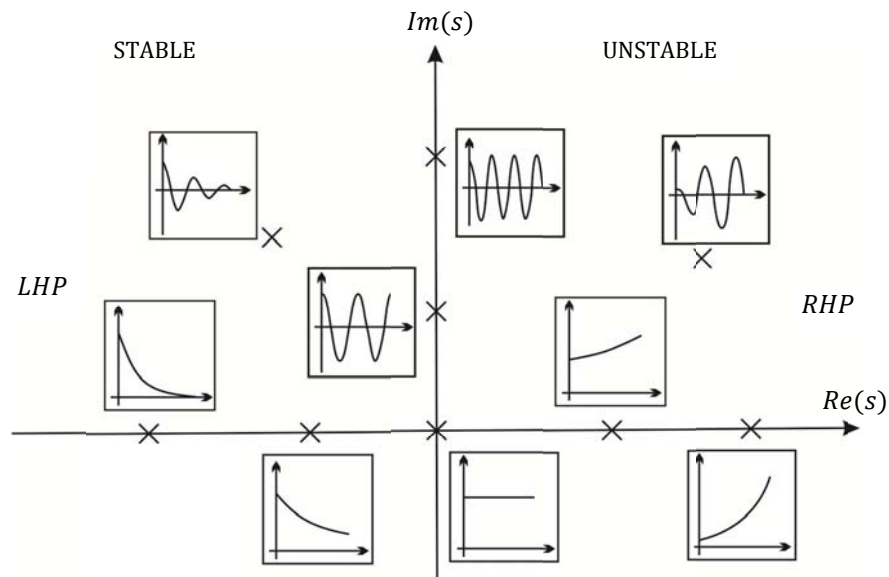 Im(s)
STABLE
UNSTABLE
LHP
RHP
Re(s)